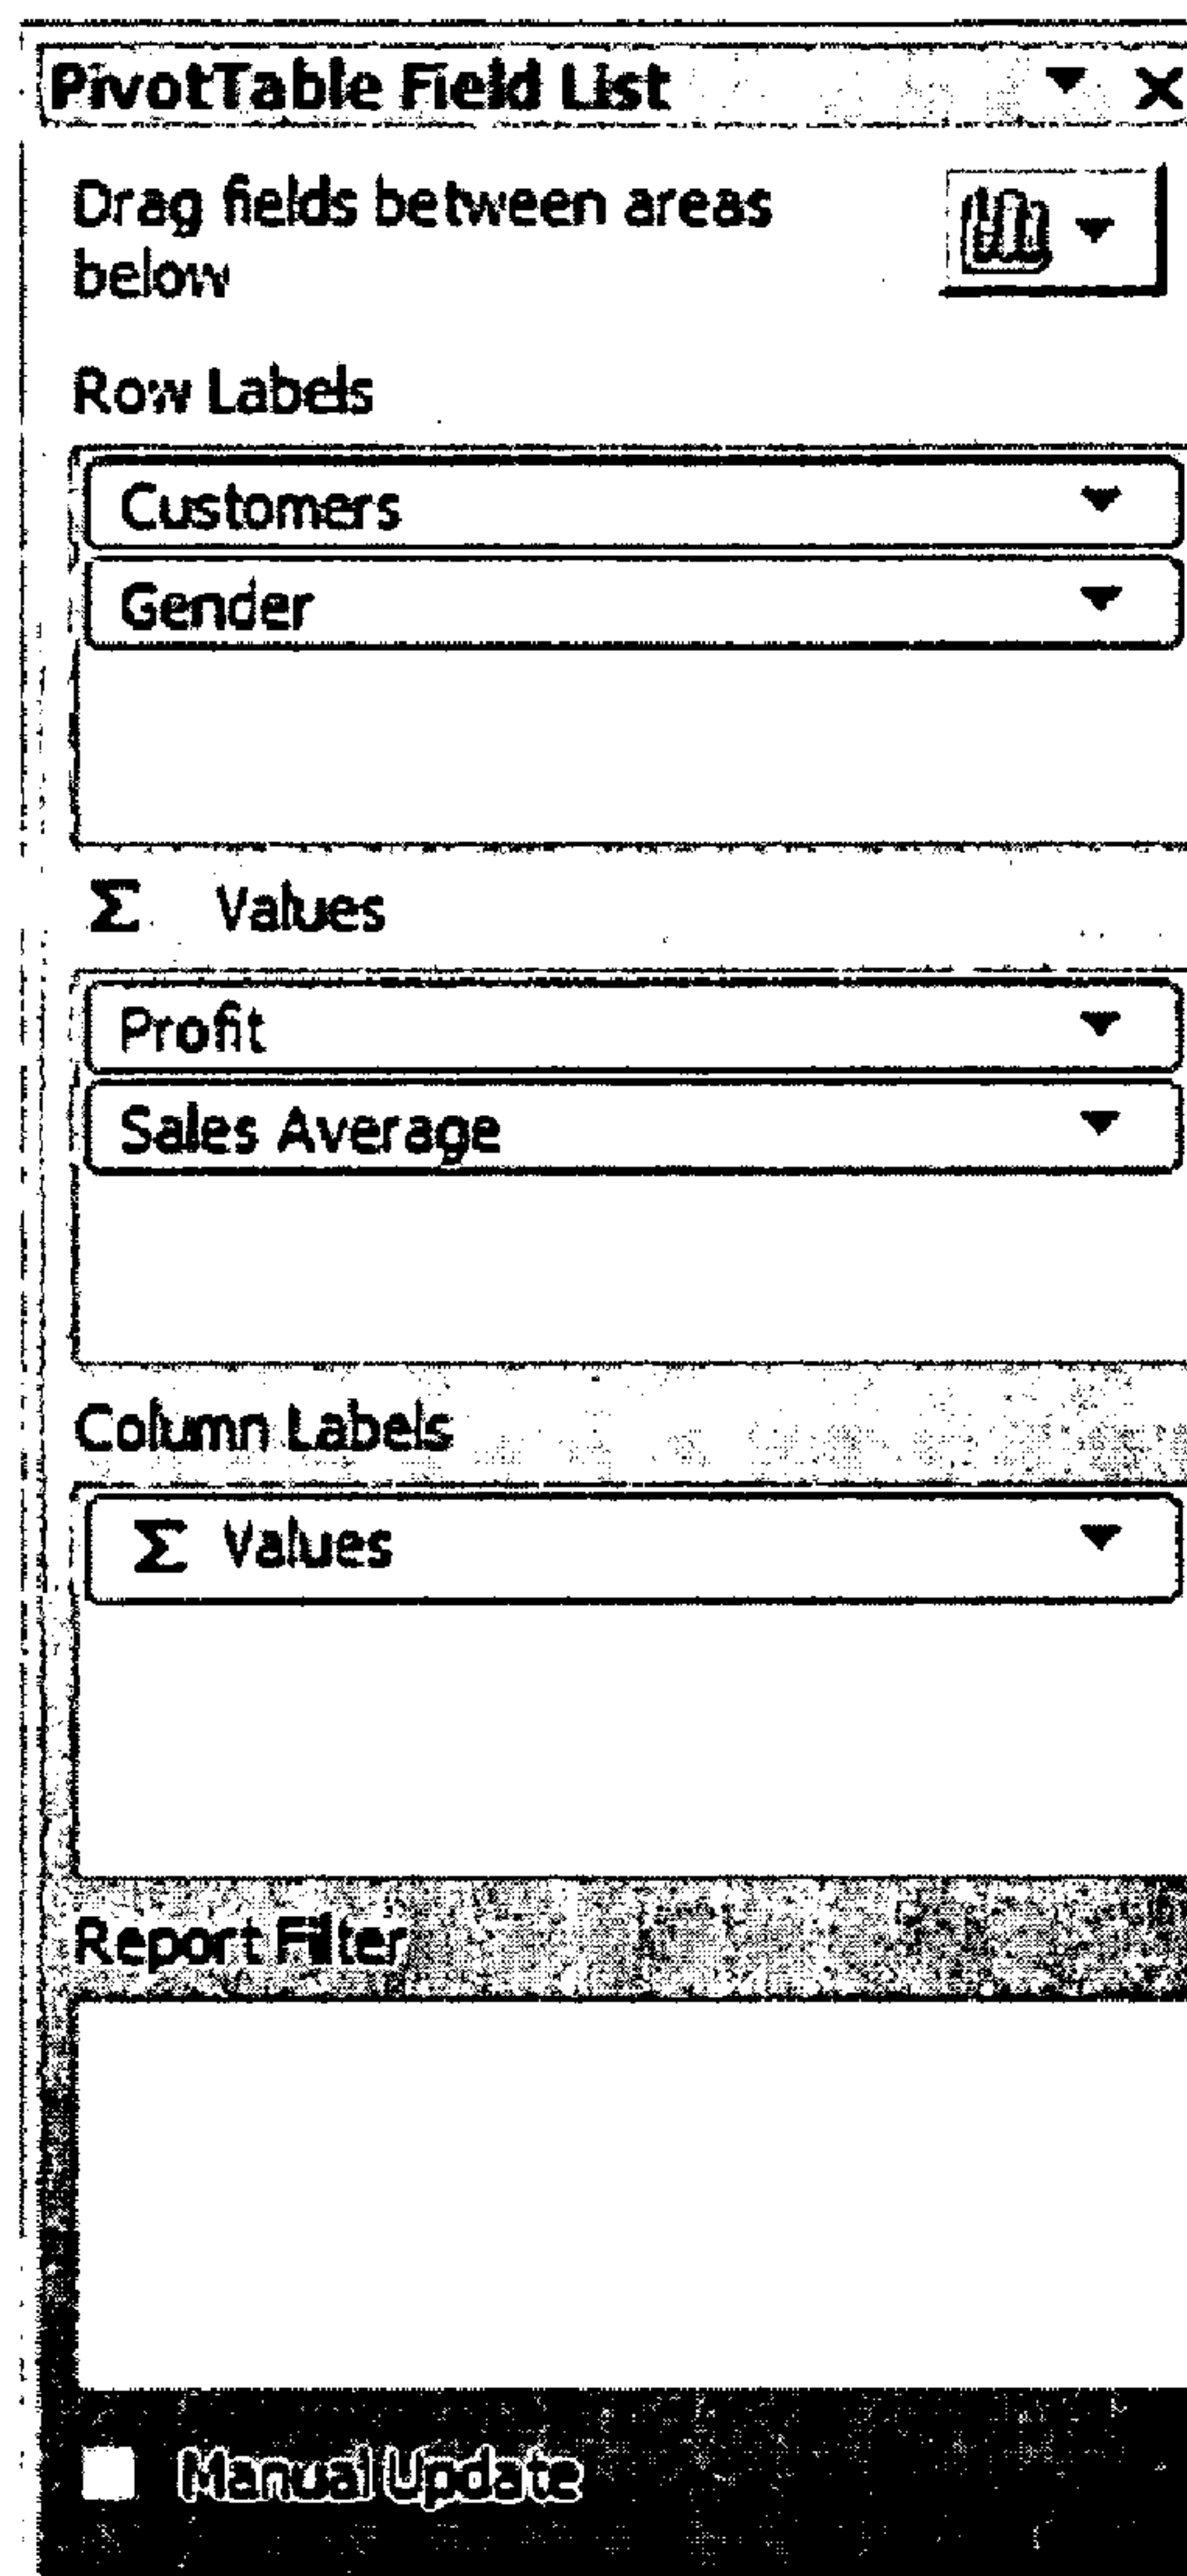 PivotTable Field List
Drag fields between areas
below
Row Labels
Customers
Gender
Σ Values
Profit
Sales Average
Column Labels
Σ Values
Report Filter
Manual Update